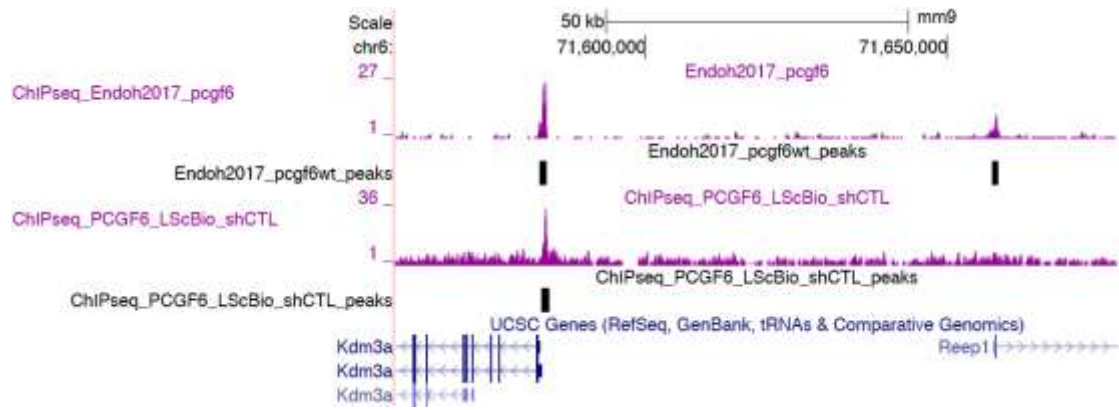 Scale 50 kb mm9
chr6: 71,600,000 71,650,000
27 Endoh2017_pcgf6
ChIPseq_Endoh2017_pcgf6
1
Endoh2017_pcgf6wt_peaks
Endoh2017_pcgf6wt_peaks
36 ChIPseq_PCGF6_LScBio_shCTL
ChIPseq_PCGF6_LScBio_shCTL
1
ChIPseq_PCGF6_LScBio_shCTL_peaks
ChIPseq_PCGF6_LScBio_shCTL_peaks
UCSC Genes (RefSeq, GenBank, tRNAs & Comparative Genomics)
Kdm3a Reep1
Kdm3a
Kdm3a